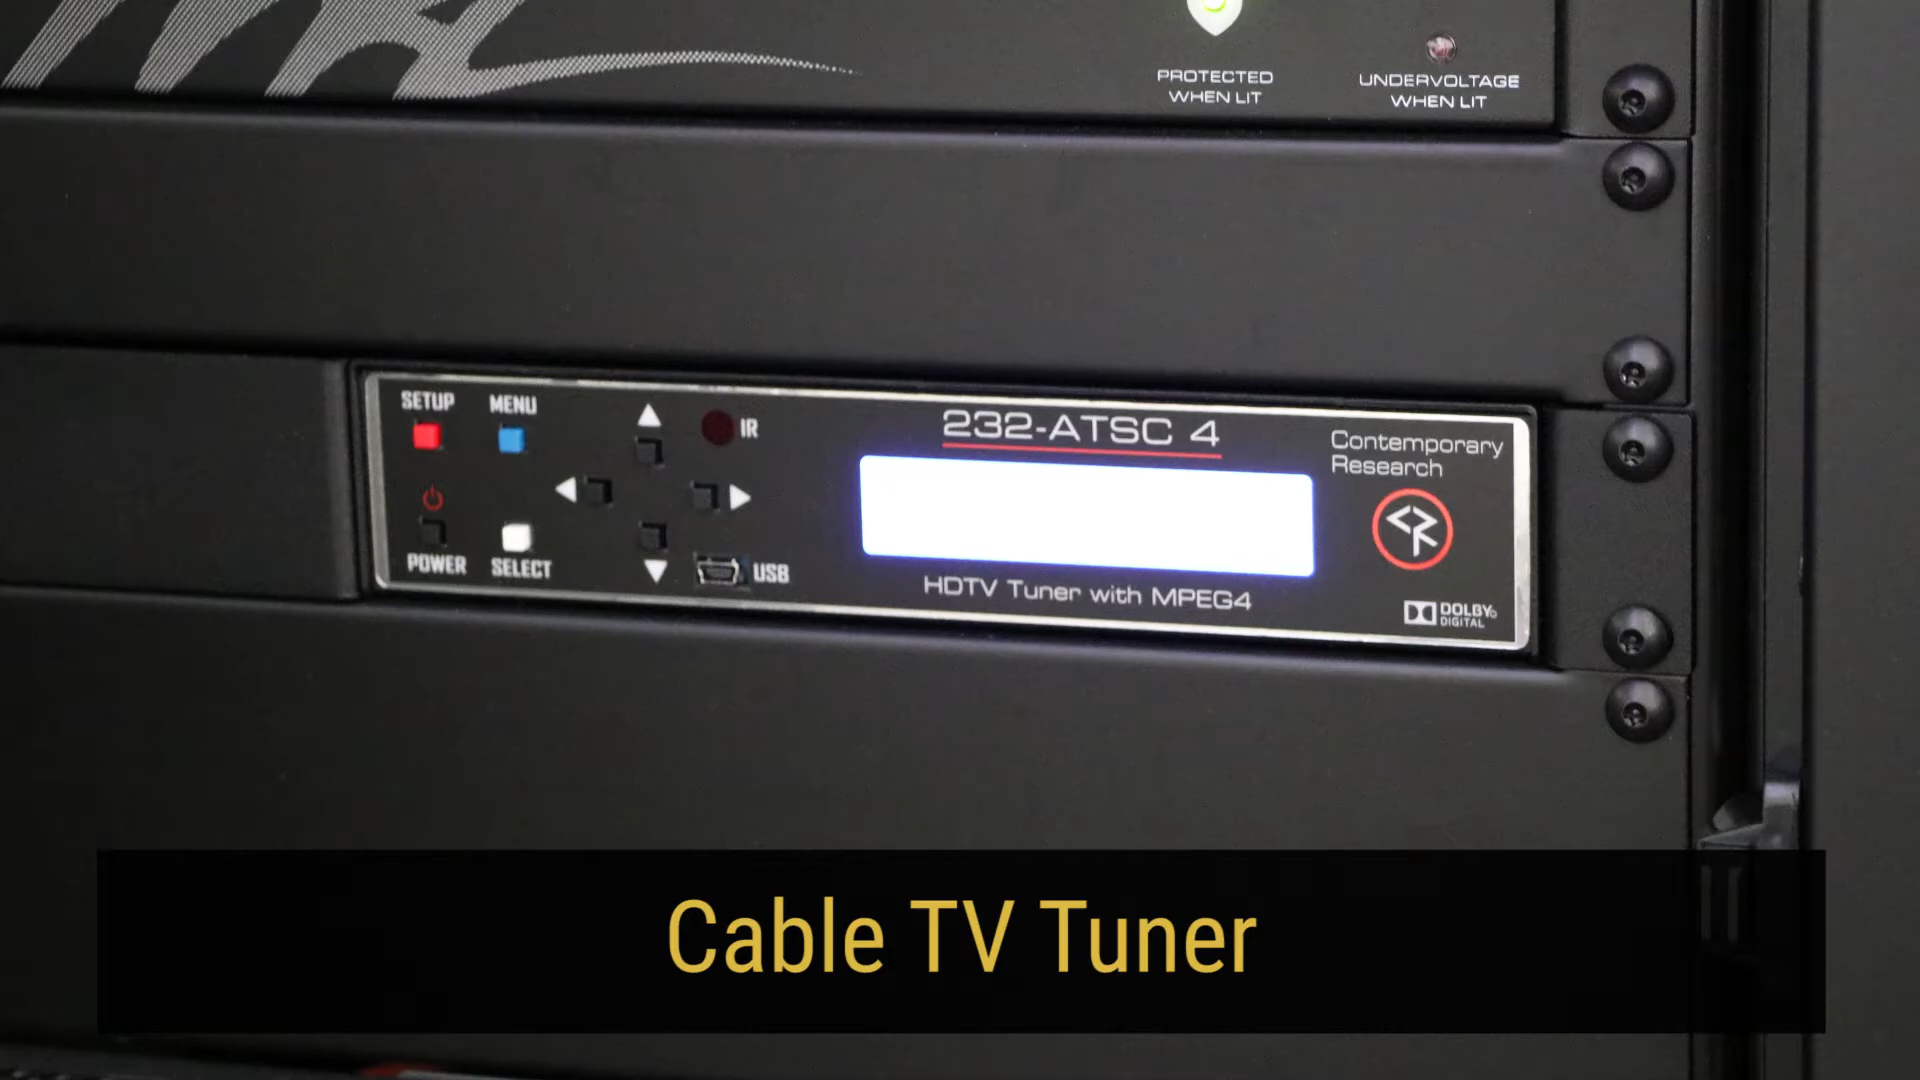 PROTECTED
WHEN LIT
UNDERVOLTAGE
WHEN LIT
SETUP
MENU
IR
POWER
SELECT
USB
232-ATSC 4
HDTV Tuner with MPEG4
Contemporary
Research
DOLBY
DIGITAL
Cable TV Tuner